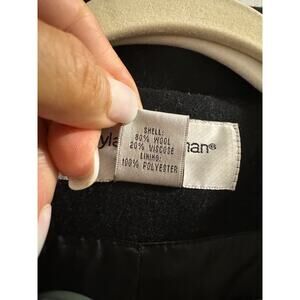 SHELL:
80% WOOL
20% VISCOSE
LINING:
100% POLYESTER